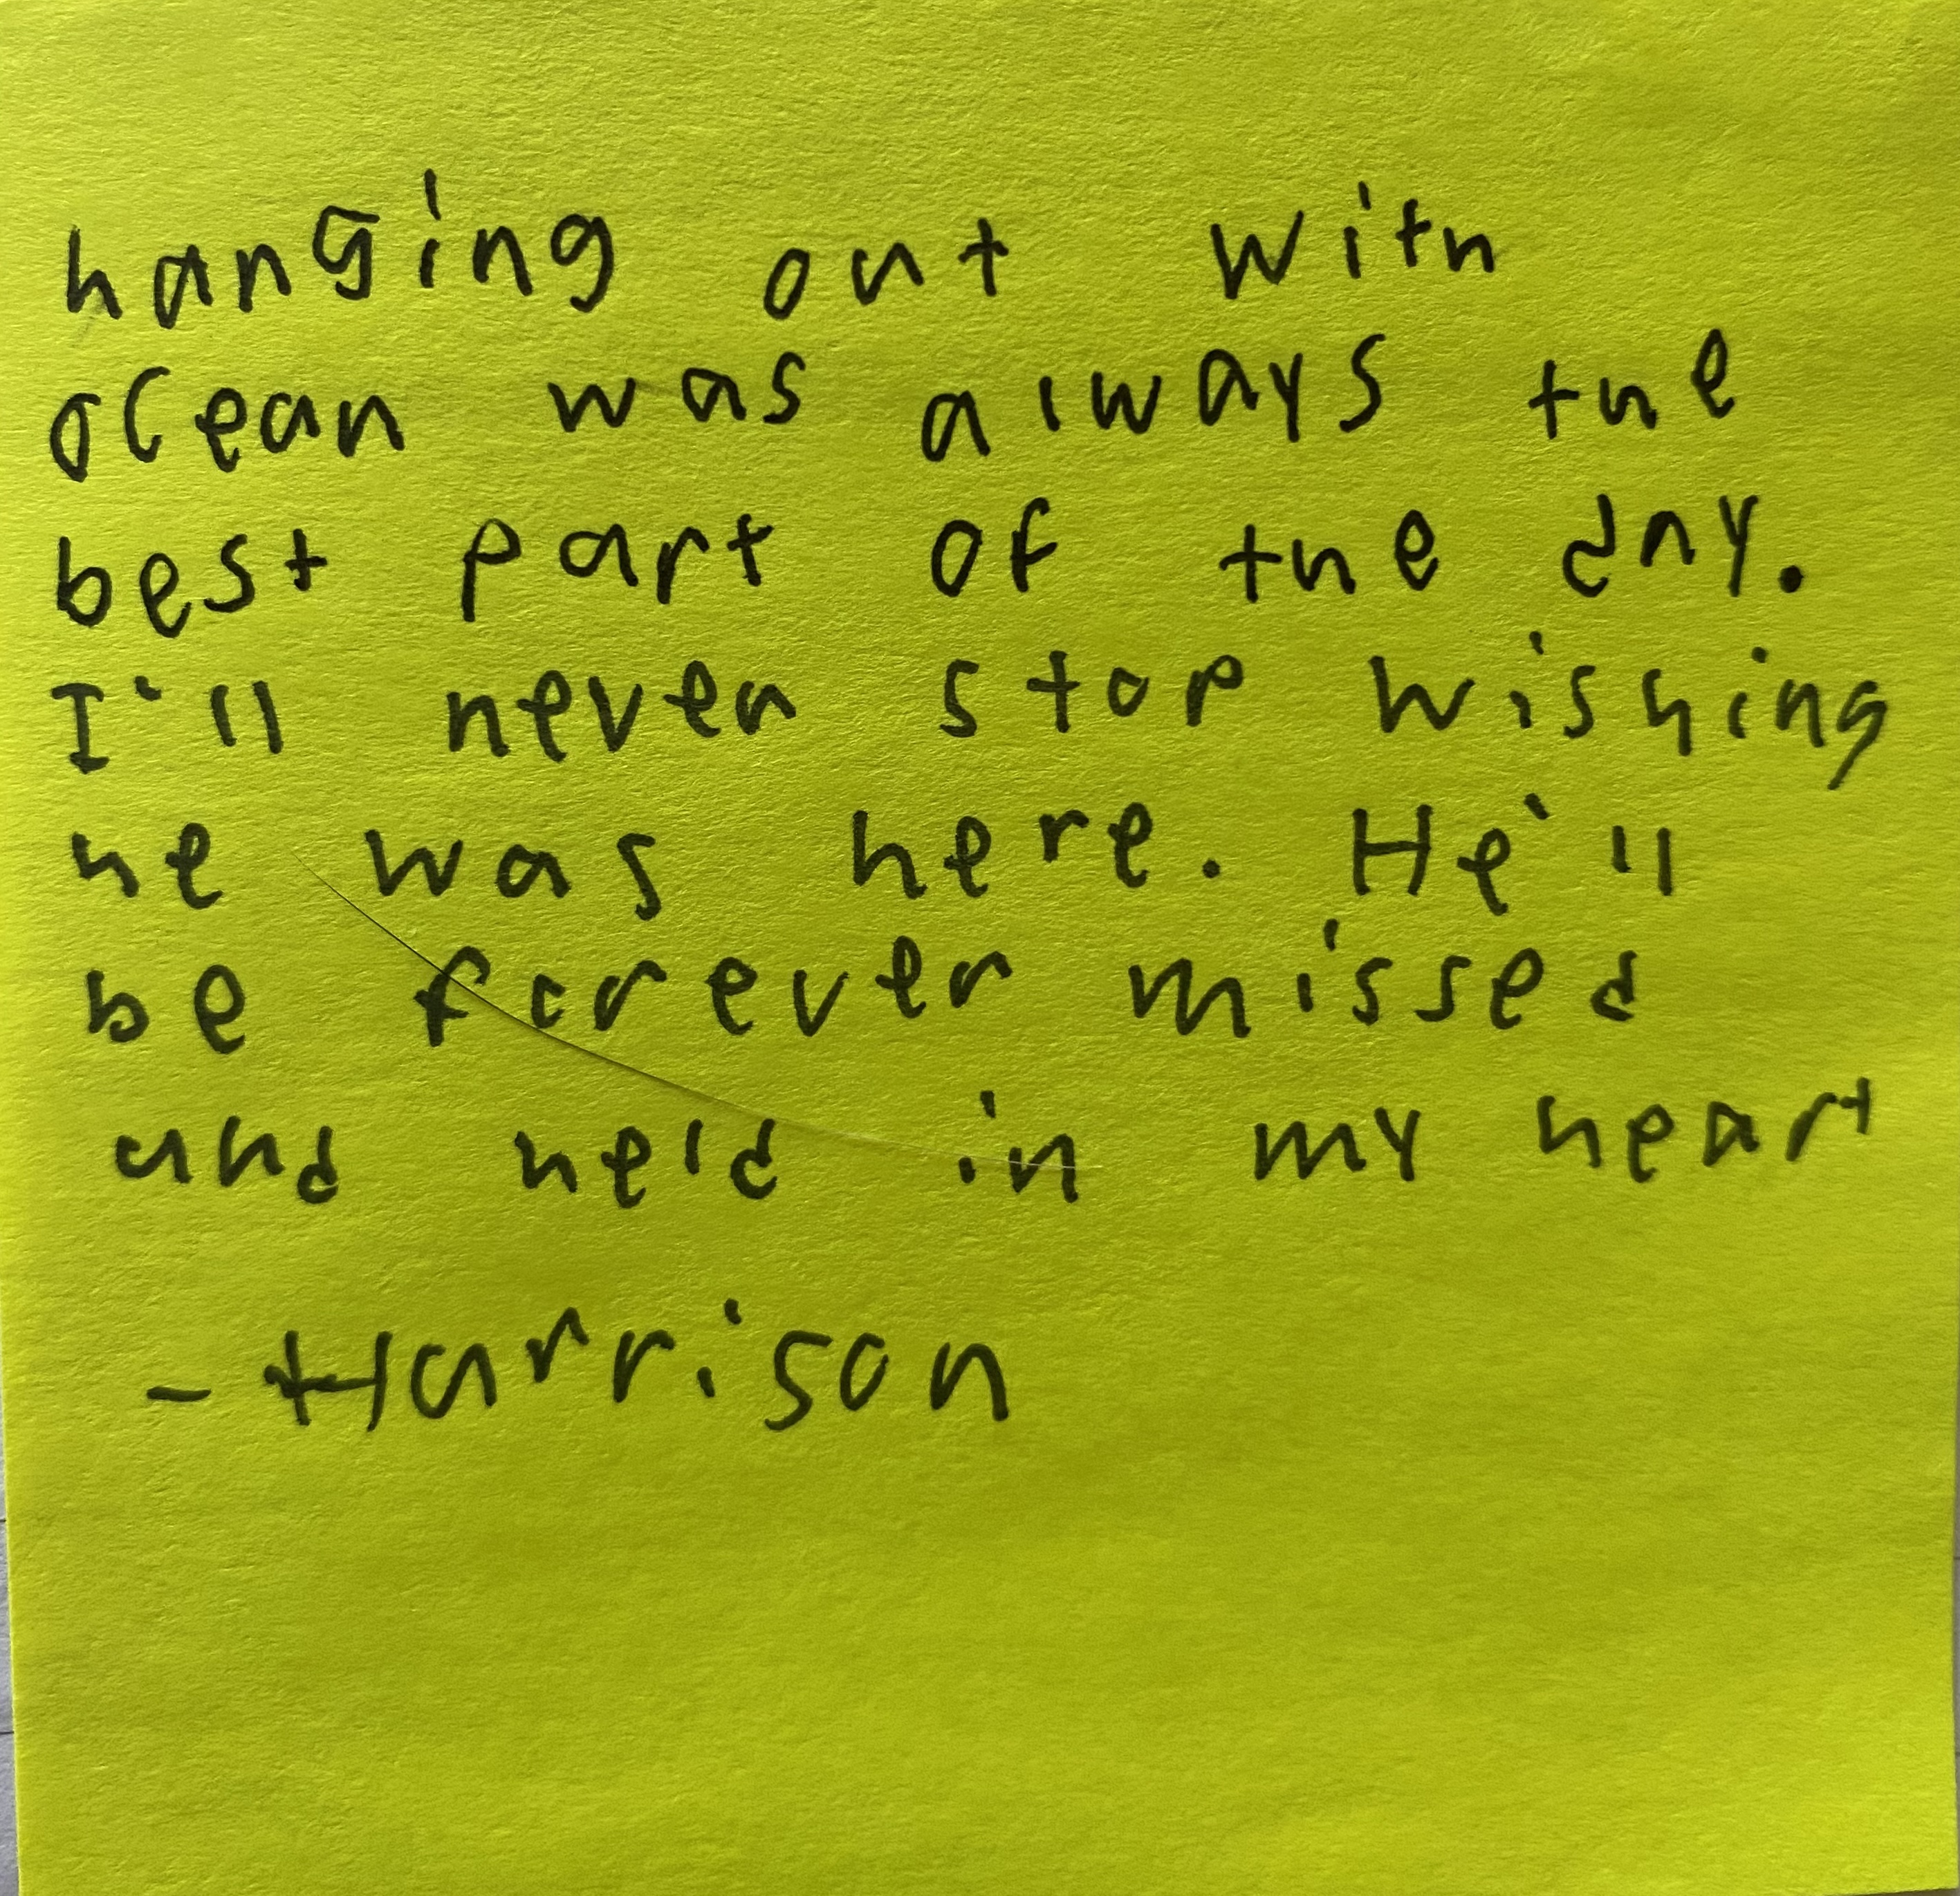 hanging out with
ocean was always the
best part of the day.
I'll never stop wishing
he was here. He'll
be forever missed
and held in my heart
- Harrison